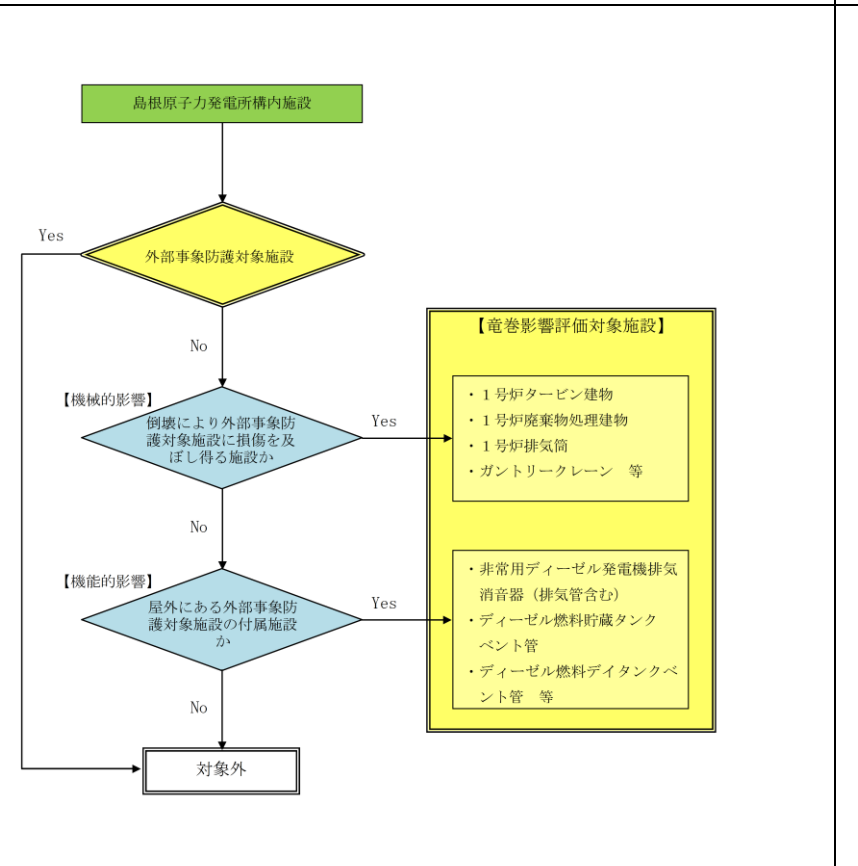 島根原子力発電所構内施設
Yes
外部事象防護対象施設
No
【機械的影響】
倒壊により外部事象防
護対象施設に損傷を及
ぼし得る施設か
Yes
No
【機能的影響】
屋外にある外部事象防
護対象施設の付属施設
か
Yes
No
対象外
【竜巻影響評価対象施設】
・１号炉タービン建物
・１号炉廃棄物処理建物
・１号炉排気筒
・ガントリークレーン　等
・非常用ディーゼル発電機排気
消音器（排気管含む）
・ディーゼル燃料貯蔵タンク
ベント管
・ディーゼル燃料デイタンクベ
ント管　等